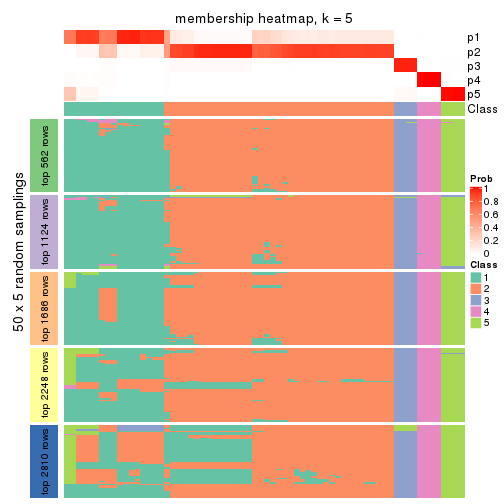 membership heatmap, k = 5
p1
p2
p3
p4
p5
Class
50 x 5 random samplings
top 562 rows
top 1124 rows
top 1686 rows
top 2248 rows
top 2810 rows
Prob
1
0.8
0.6
0.4
0.2
0
Class
1
2
3
4
5